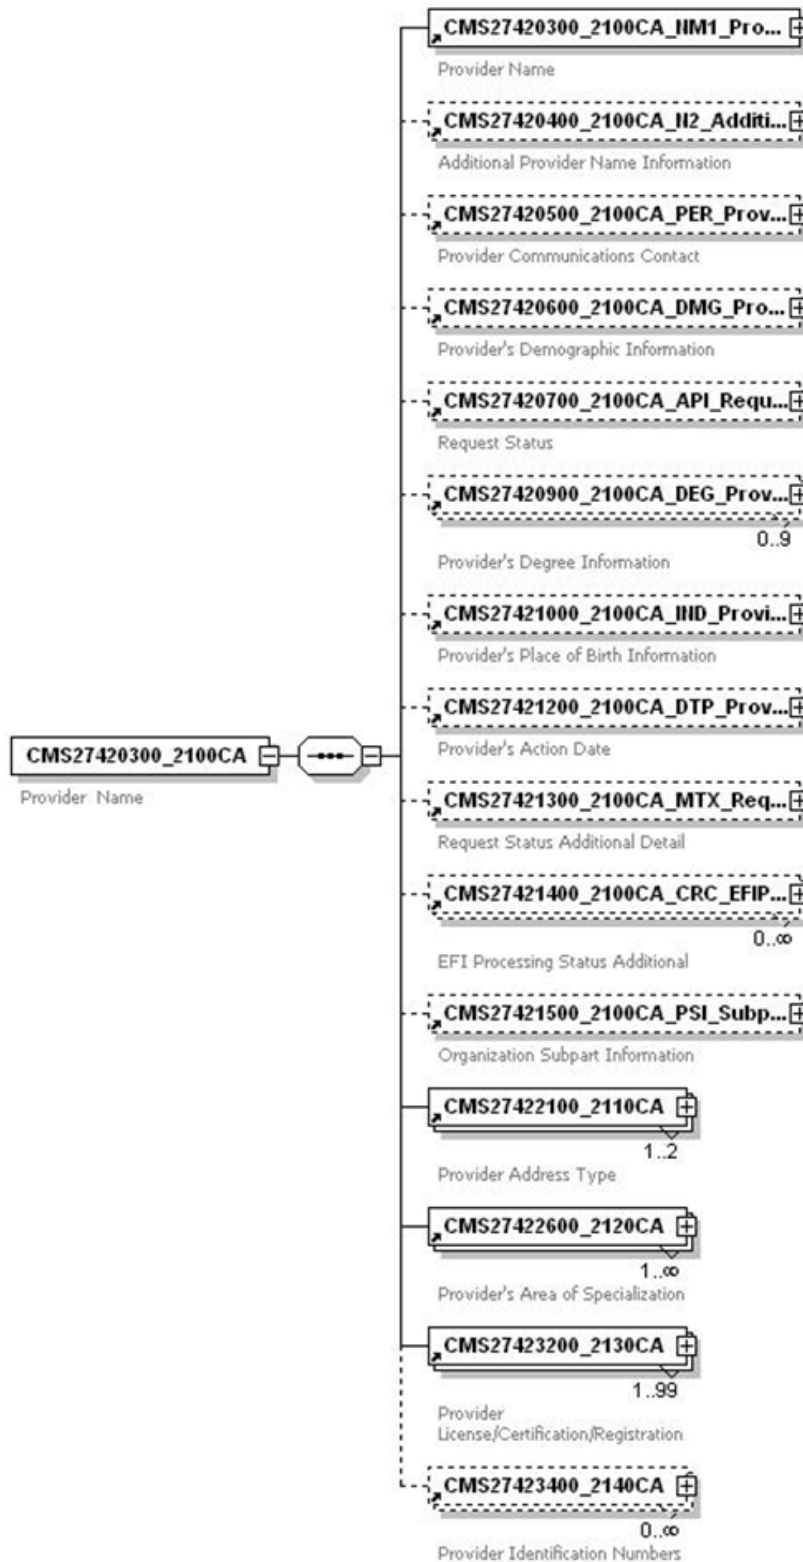 CMS27420300_2100CA_NM1_Pro...
Provider Name
CMS27420400_2100CA_N2_Additi...
Additional Provider Name Information
CMS27420500_2100CA_PER_Prov...
Provider Communications Contact
CMS27420600_2100CA_DMG_Pro...
Provider's Demographic Information
CMS27420700_2100CA_API_Requ...
Request Status
CMS27420900_2100CA_DEG_Prov...
0..9
Provider's Degree Information
CMS27421000_2100CA_IND_Provi...
Provider's Place of Birth Information
CMS27421200_2100CA_DTP_Prov...
Provider's Action Date
CMS27420300_2100CA
Provider Name
CMS27421300_2100CA_MTX_Req...
Request Status Additional Detail
CMS27421400_2100CA_CRC_EFIP...
0..∞
EFI Processing Status Additional
CMS27421500_2100CA_PSI_Subp...
Organization Subpart Information
CMS27422100_2110CA
1..2
Provider Address Type
CMS27422600_2120CA
1..∞
Provider's Area of Specialization
CMS27423200_2130CA
1..99
Provider
License/Certification/Registration
CMS27423400_2140CA
0..∞
Provider Identification Numbers